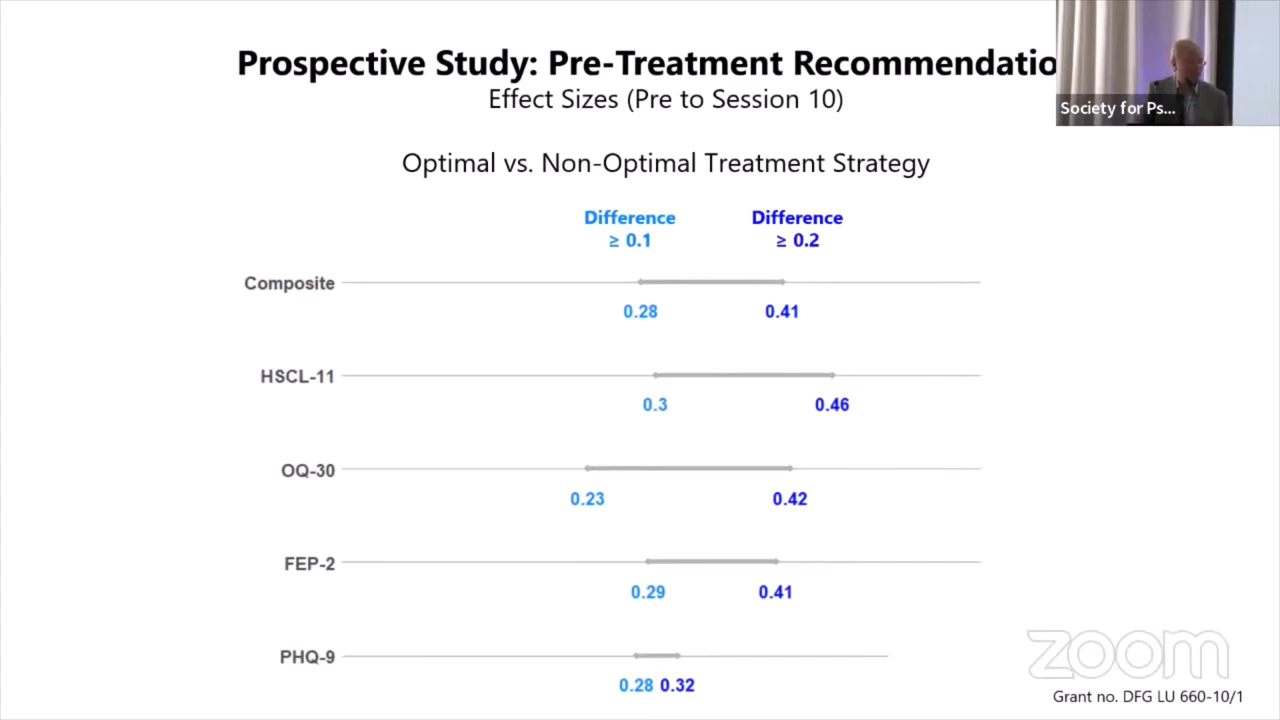 Prospective Study: Pre-Treatment Recommendatio
Effect Sizes (Pre to Session 10)
Society for Ps...
Optimal vs. Non-Optimal Treatment Strategy
Difference
≥ 0.1
Difference
≥ 0.2
Composite
0.28
0.41
HSCL-11
0.3
0.46
OQ-30
0.23
0.42
FEP-2
0.29
0.41
PHQ-9
0.28
0.32
zoom
Grant no. DFG LU 660-10/1